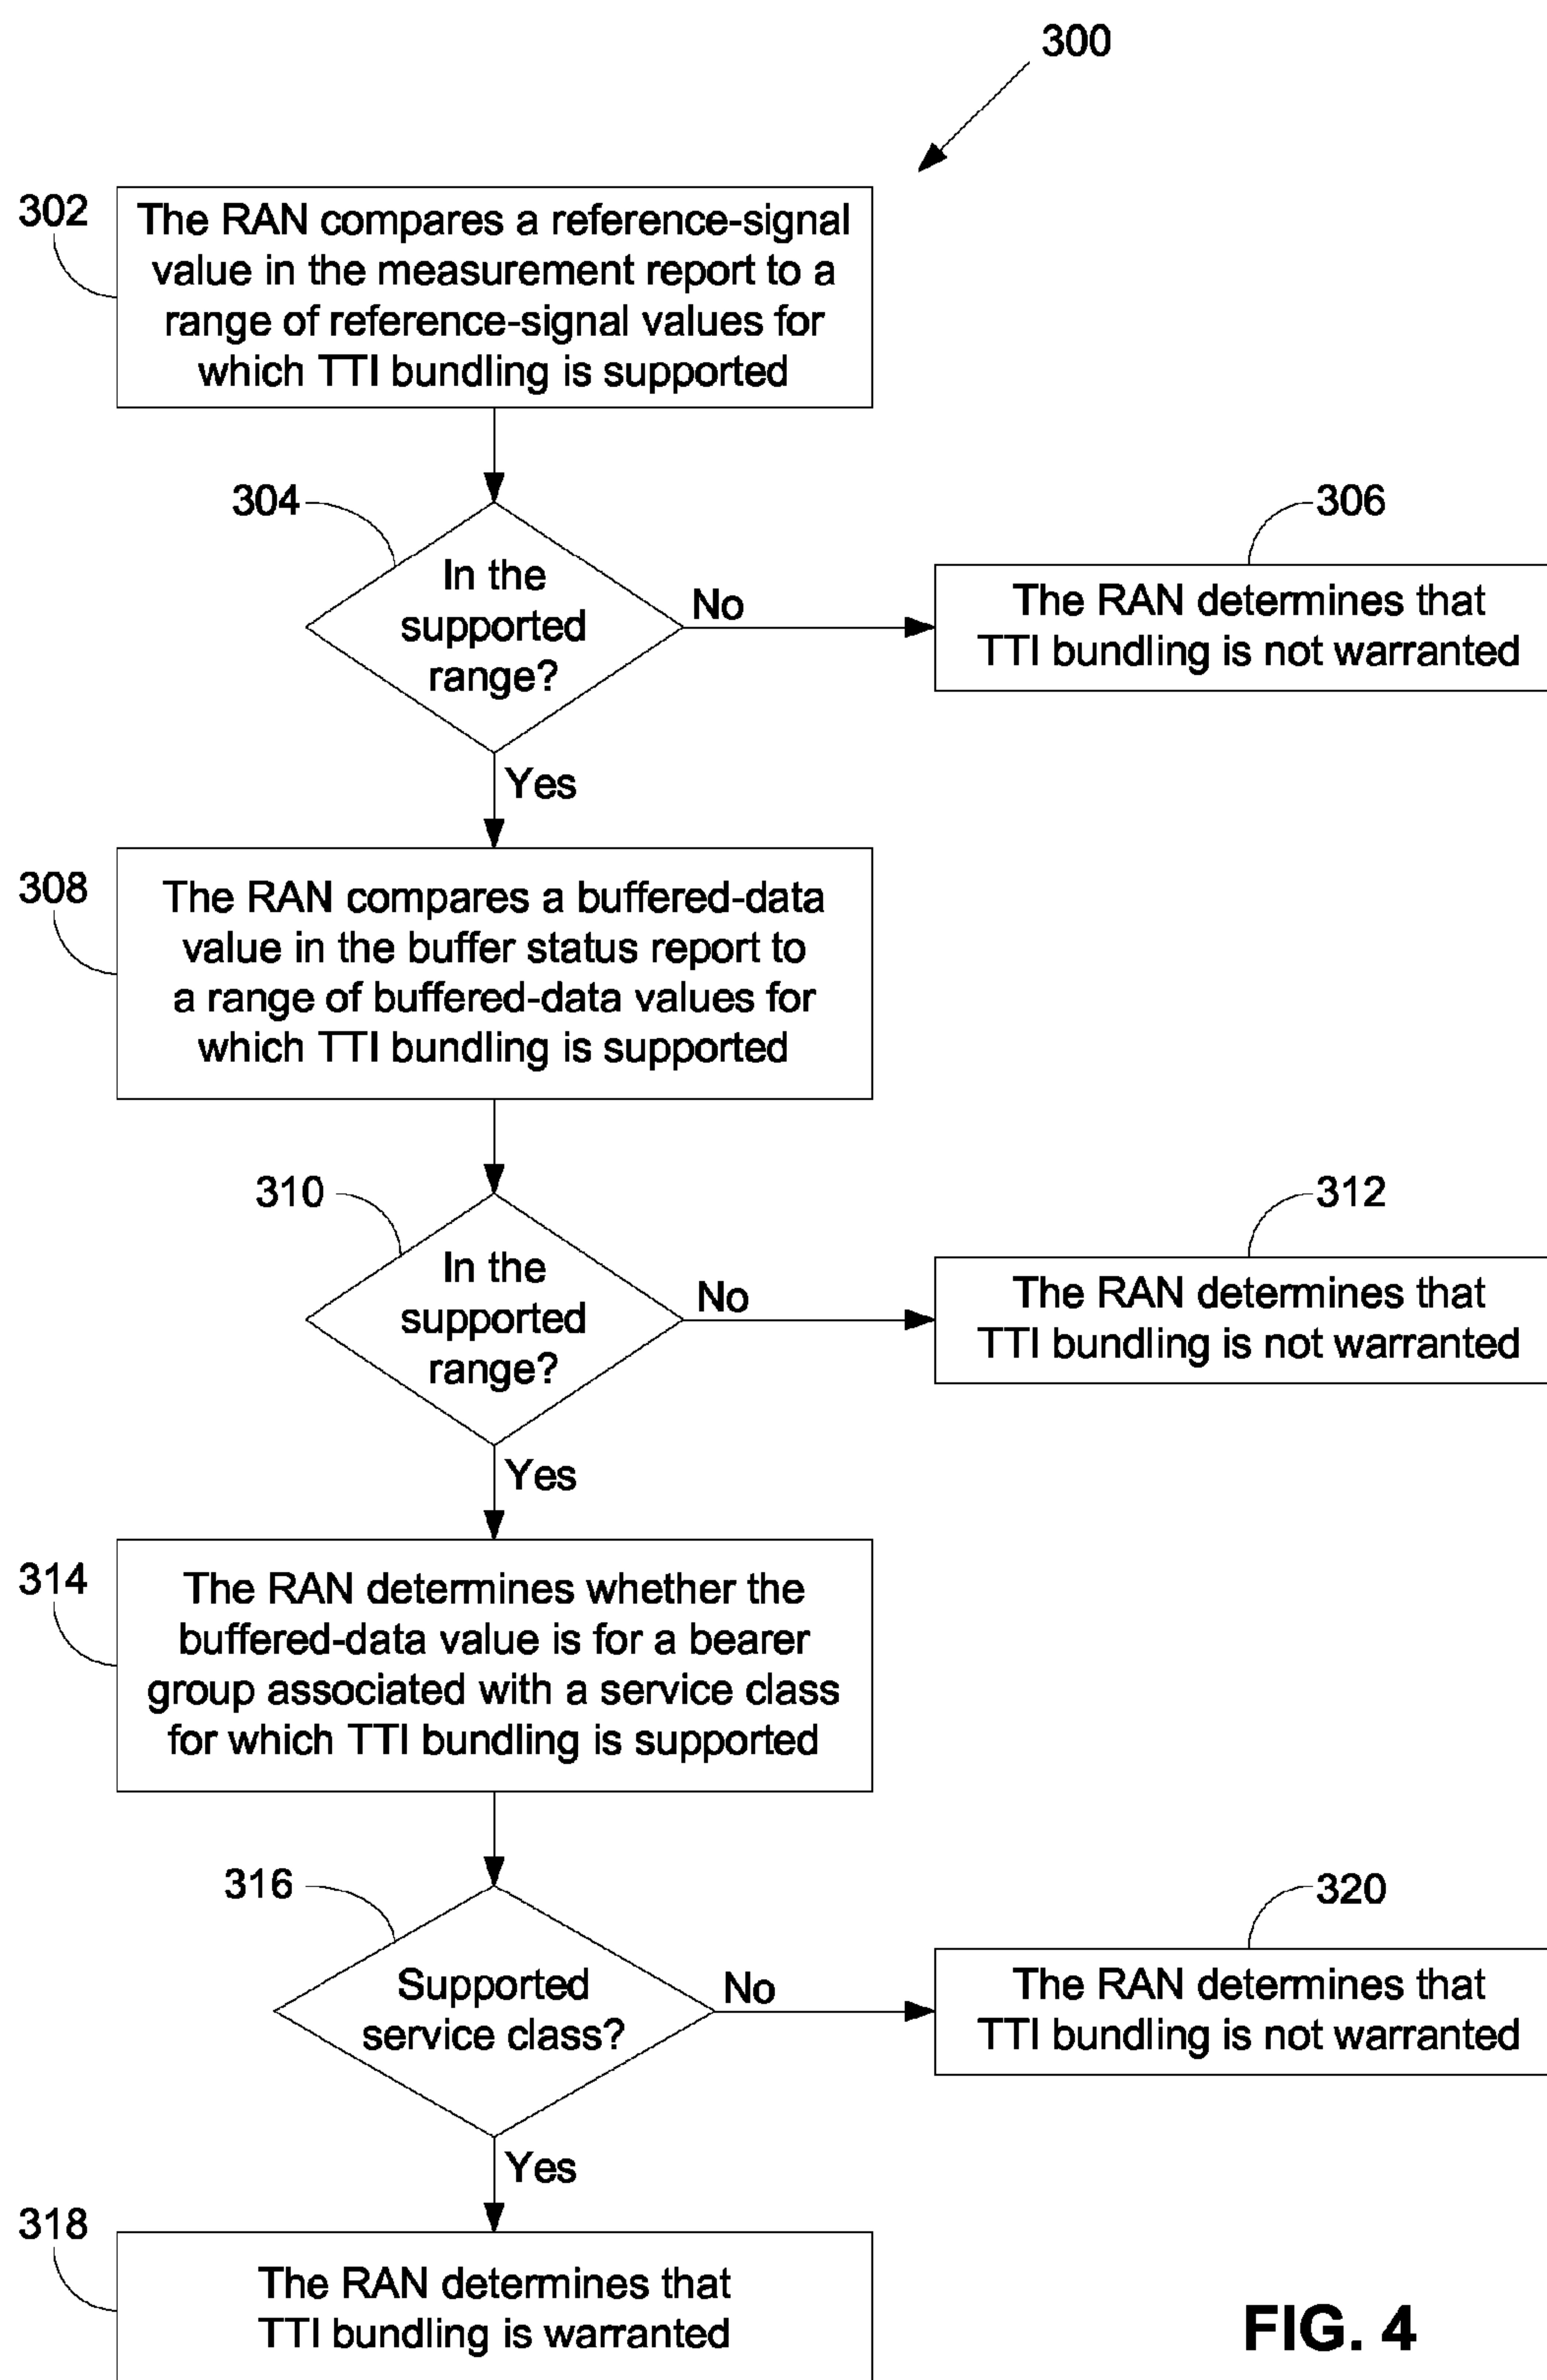 300
302
The RAN compares a reference-signal
value in the measurement report to a
range of reference-signal values for
which TTI bundling is supported
304
In the
supported
range?
No
306
The RAN determines that
TTI bundling is not warranted
Yes
308
The RAN compares a buffered-data
value in the buffer status report to
a range of buffered-data values for
which TTI bundling is supported
310
In the
supported
range?
No
312
The RAN determines that
TTI bundling is not warranted
Yes
314
The RAN determines whether the
buffered-data value is for a bearer
group associated with a service class
for which TTI bundling is supported
316
Supported
service class?
No
320
The RAN determines that
TTI bundling is not warranted
Yes
318
The RAN determines that
TTI bundling is warranted
FIG. 4